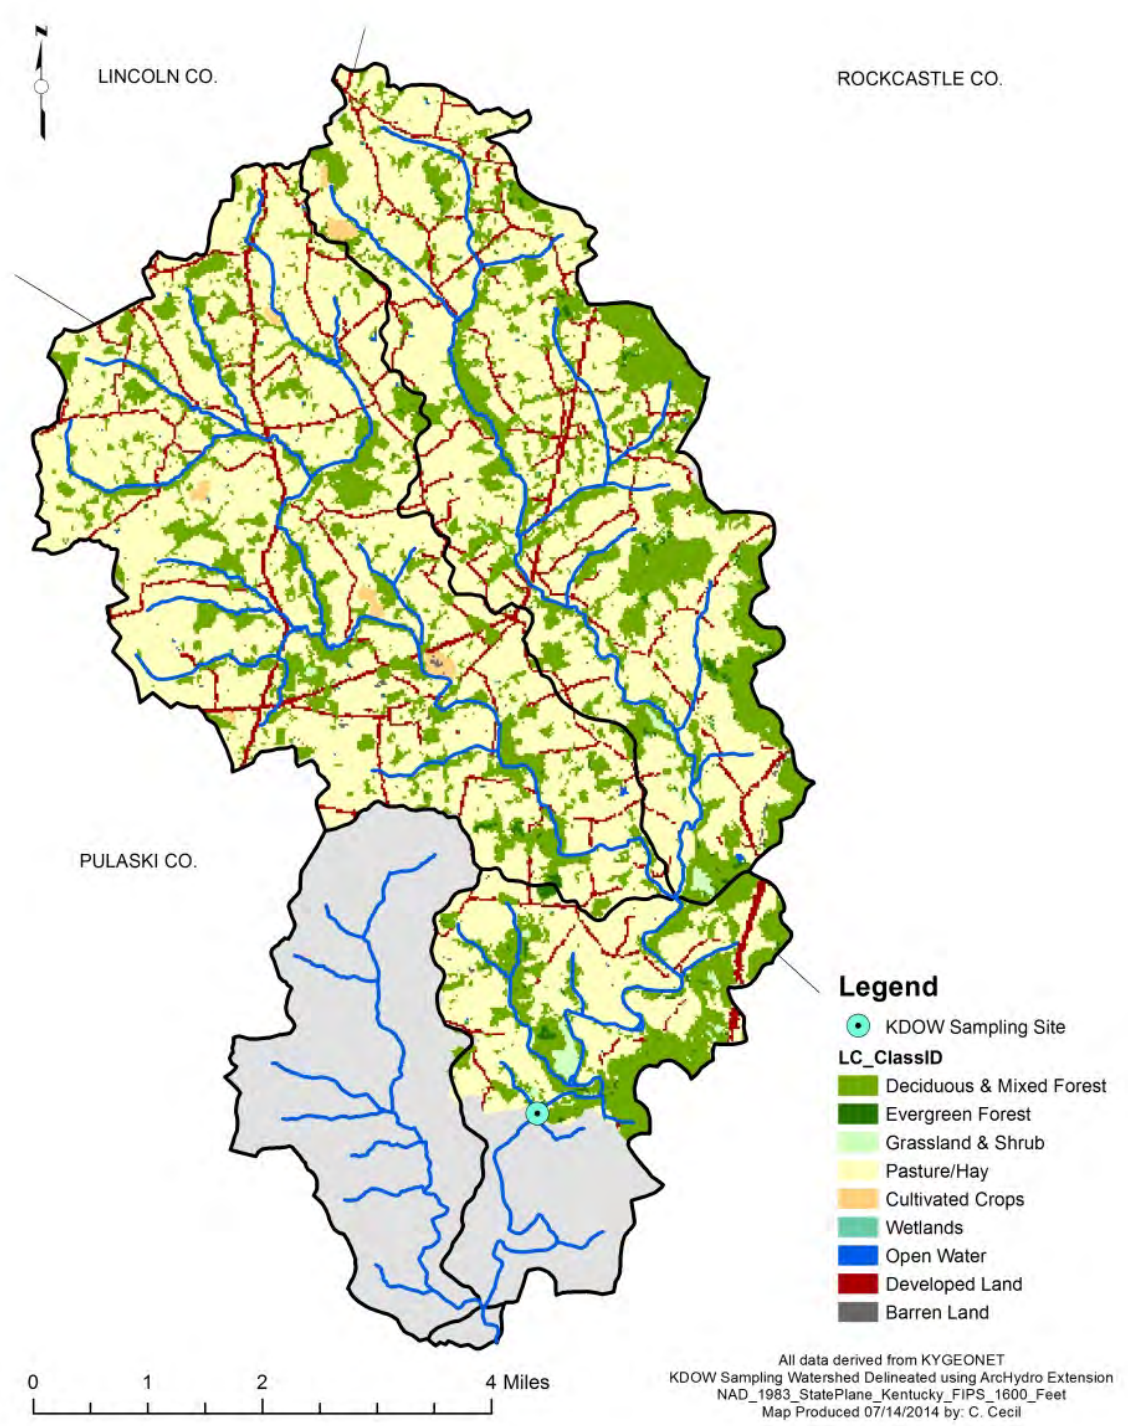 N
LINCOLN CO.
ROCKCASTLE CO.
PULASKI CO.
Legend
KDOW Sampling Site
LC_ClassID
Deciduous & Mixed Forest
Evergreen Forest
Grassland & Shrub
Pasture/Hay
Cultivated Crops
Wetlands
Open Water
Developed Land
Barren Land
0 1 2 4 Miles
All data derived from KYGEONET
KDOW Sampling Watershed Delineated using ArcHydro Extension
NAD_1983_StatePlane_Kentucky_FIPS_1600_Feet
Map Produced 07/14/2014 by: C. Cecil